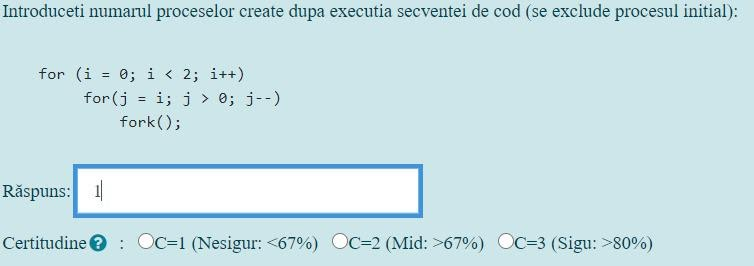 Introduceti numarul proceselor create dupa executia secventei de cod (se exclude procesul initial):
for (i = 0; i < 2; i++)
for(j = i; j > 0; j--)
fork();
Răspuns: 1
Certitudine ? : C=1 (Nesigur: <67%) C=2 (Mid: >67%) C=3 (Sigu: >80%)